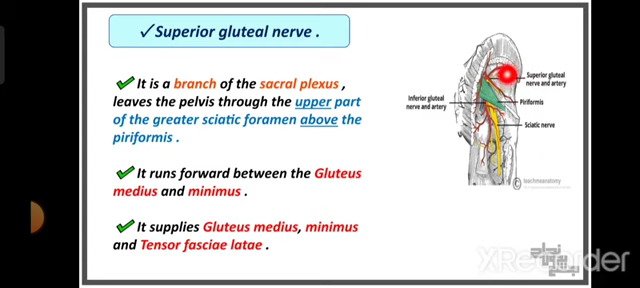 ✓Superior gluteal nerve .
✔ It is a branch of the sacral plexus ,
leaves the pelvis through the upper part
of the greater sciatic foramen above the
piriformis .
✔ It runs forward between the Gluteus
medius and minimus .
✔ It supplies Gluteus medius, minimus
and Tensor fasciae latae .
Superior gluteal
nerve and artery
Inferior gluteal
nerve and artery
Piriformis
Sciatic nerve
© teachmeanatomy
XRecorder